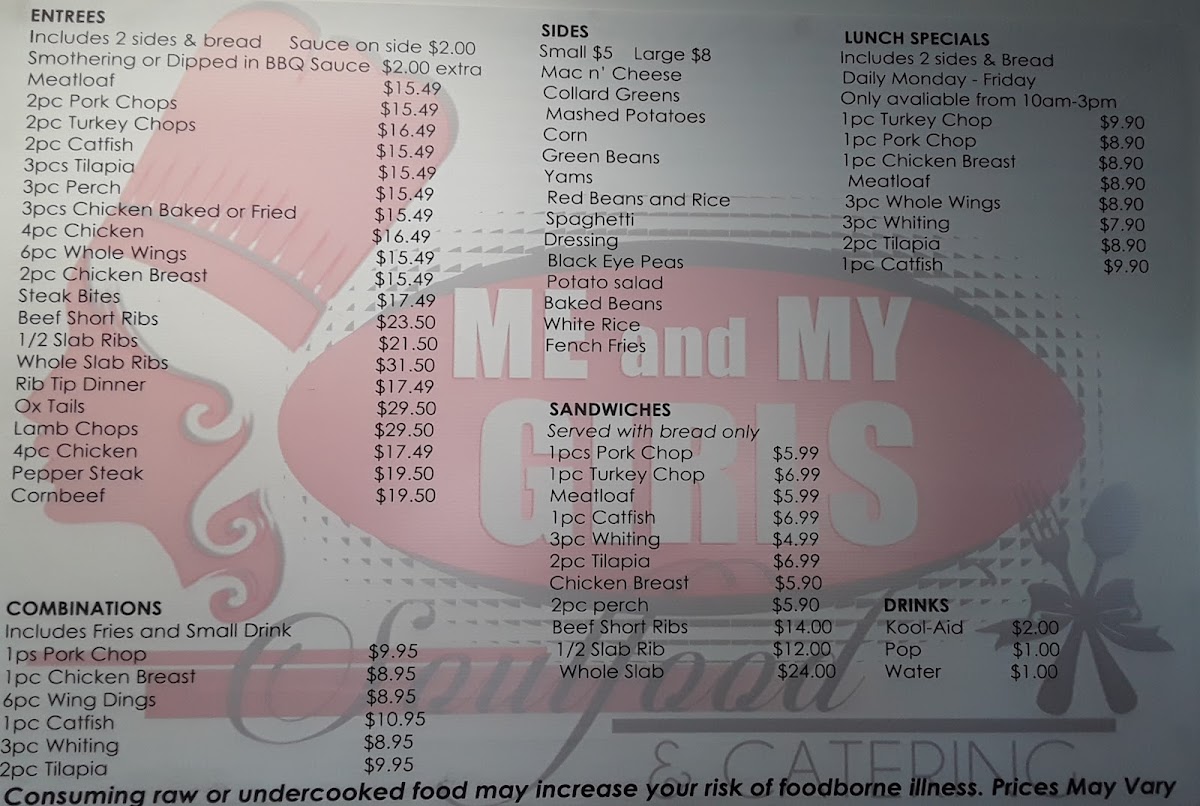 ENTREES
Includes 2 sides & bread Sauce on side $2.00
Smothering or Dipped in BBQ Sauce $2.00 extra
Meatloaf $15.49
2pc Pork Chops $15.49
2pc Turkey Chops $16.49
2pc Catfish $15.49
3pcs Tilapia $15.49
3pc Perch $15.49
3pcs Chicken Baked or Fried $15.49
4pc Chicken $16.49
6pc Whole Wings $15.49
2pc Chicken Breast $15.49
Steak Bites $17.49
Beef Short Ribs $23.50
1/2 Slab Ribs $21.50
Whole Slab Ribs $31.50
Rib Tip Dinner $17.49
Ox Tails $29.50
Lamb Chops $29.50
4pc Chicken $17.49
Pepper Steak $19.50
Cornbeef $19.50
COMBINATIONS
Includes Fries and Small Drink
1ps Pork Chop $9.95
1pc Chicken Breast $8.95
6pc Wing Dings $8.95
1pc Catfish $10.95
3pc Whiting $8.95
2pc Tilapia $9.95
SIDES
Small $5 Large $8
Mac n' Cheese
Collard Greens
Mashed Potatoes
Corn
Green Beans
Yams
Red Beans and Rice
Spaghetti
Dressing
Black Eye Peas
Potato salad
Baked Beans
White Rice
Fench Fries
SANDWICHES
Served with bread only
1pcs Pork Chop $5.99
1pc Turkey Chop $6.99
Meatloaf $5.99
1pc Catfish $6.99
3pc Whiting $4.99
2pc Tilapia $6.99
Chicken Breast $5.90
2pc perch $5.90
Beef Short Ribs $14.00
1/2 Slab Rib $12.00
Whole Slab $24.00
LUNCH SPECIALS
Includes 2 sides & Bread
Daily Monday - Friday
Only avaliable from 10am-3pm
1pc Turkey Chop $9.90
1pc Pork Chop $8.90
1pc Chicken Breast $8.90
Meatloaf $8.90
3pc Whole Wings $8.90
3pc Whiting $7.90
2pc Tilapia $8.90
1pc Catfish $9.90
DRINKS
Kool-Aid $2.00
Pop $1.00
Water $1.00
ME and MY
GIRLS
Soulfood
& CATERING
Consuming raw or undercooked food may increase your risk of foodborne illness. Prices May Vary